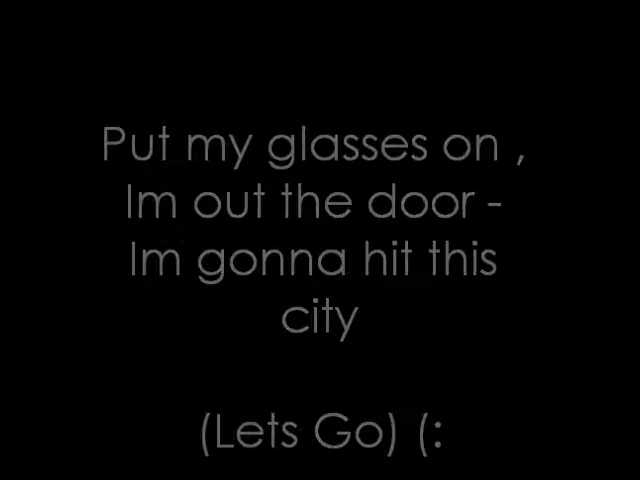 Put my glasses on ,
Im out the door -
Im gonna hit this
city
(Lets Go) (: